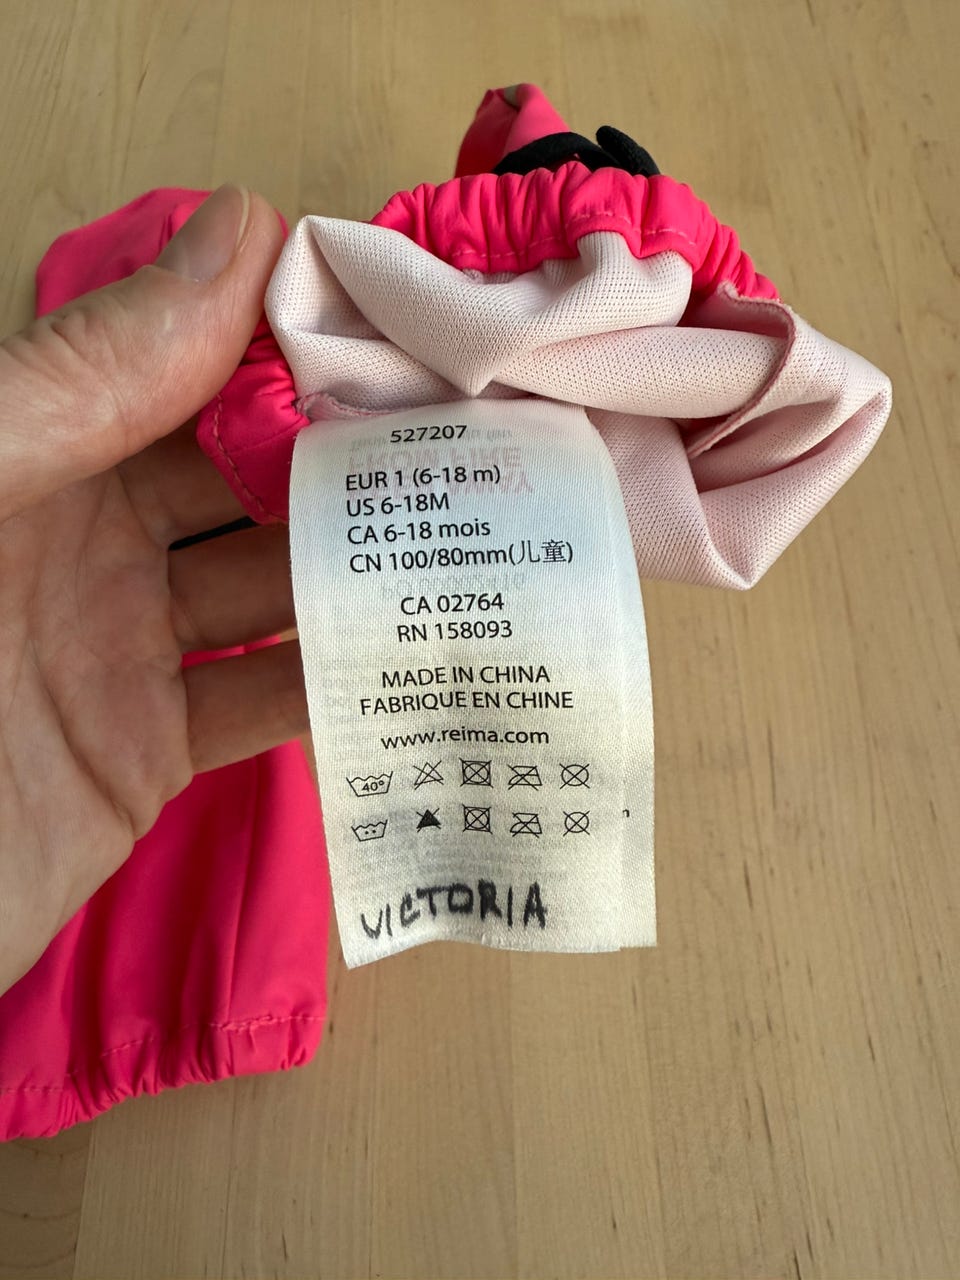 527207
EUR 1 (6-18 m)
US 6-18M
CA 6-18 mois
CN 100/80mm(儿童)
CA 02764
RN 158093
MADE IN CHINA
FABRIQUE EN CHINE
www.reima.com
40°
VICTORIA